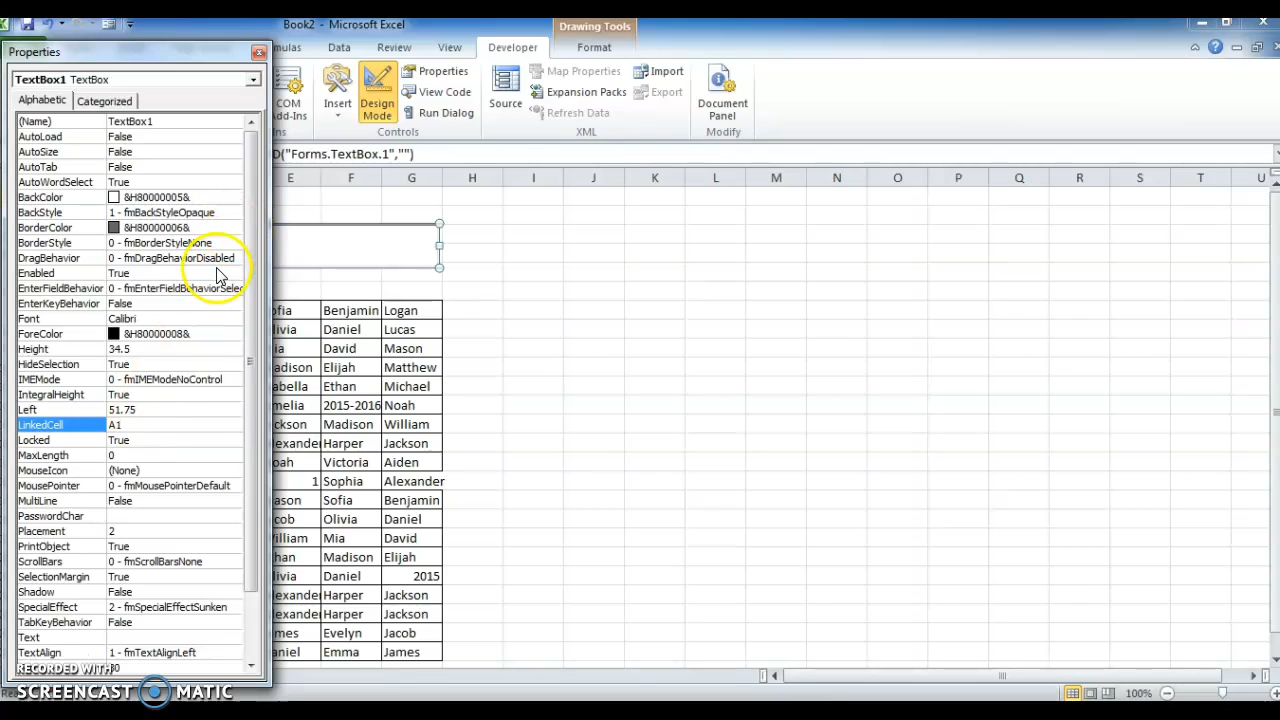 Book2 - Microsoft Excel
Drawing Tools
Properties
Data Review View Developer Format
TextBox1 TextBox
Alphabetic Categorized
COM
Add-Ins
Insert
Design
Mode
Properties
View Code
Run Dialog
Controls
Source
Map Properties
Expansion Packs
Refresh Data
Import
Export
XML
Document
Panel
Modify
("Forms.TextBox.1","")
E F G H I J K L M N O P Q R S T U
(Name) TextBox1
AutoLoad False
AutoSize False
AutoTab False
AutoWordSelect True
BackColor &H80000005&
BackStyle 1 - fmBackStyleOpaque
BorderColor &H80000006&
BorderStyle 0 - fmBorderStyleNone
DragBehavior 0 - fmDragBehaviorDisabled
Enabled True
EnterFieldBehavior 0 - fmEnterFieldBehaviorSelec
EnterKeyBehavior False
Font Calibri
ForeColor &H80000008&
Height 34.5
HideSelection True
IMEMode 0 - fmIMEModeNoControl
IntegralHeight True
Left 51.75
LinkedCell A1
Locked True
MaxLength 0
MouseIcon (None)
MousePointer 0 - fmMousePointerDefault
MultiLine False
PasswordChar
Placement 2
PrintObject True
ScrollBars 0 - fmScrollBarsNone
SelectionMargin True
Shadow False
SpecialEffect 2 - fmSpecialEffectSunken
TabKeyBehavior False
Text
TextAlign 1 - fmTextAlignLeft
Benjamin Logan
Daniel Lucas
David Mason
Elijah Matthew
Ethan Michael
2015-2016 Noah
Madison William
Harper Jackson
Victoria Aiden
1 Sophia Alexander
Sofia Benjamin
Olivia Daniel
Mia David
Madison Elijah
Daniel 2015
Harper Jackson
Harper Jackson
Evelyn Jacob
Emma James
RECORDED WITH
SCREENCAST MATIC
100%